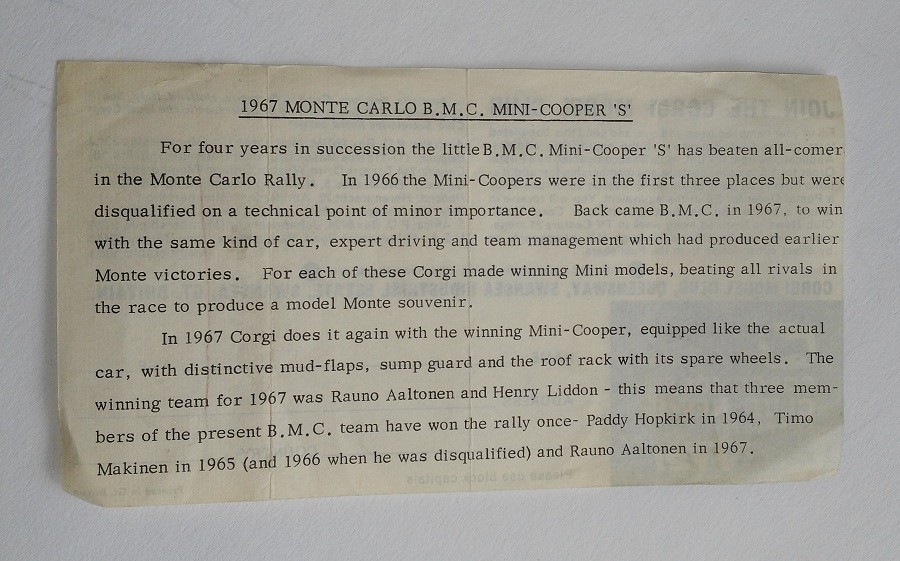 1967 MONTE CARLO B.M.C. MINI-COOPER 'S'
For four years in succession the little B.M.C. Mini-Cooper 'S' has beaten all-comer
in the Monte Carlo Rally. In 1966 the Mini-Coopers were in the first three places but were
disqualified on a technical point of minor importance. Back came B.M.C. in 1967, to win
with the same kind of car, expert driving and team management which had produced earlier
Monte victories. For each of these Corgi made winning Mini models, beating all rivals in
the race to produce a model Monte souvenir.
In 1967 Corgi does it again with the winning Mini-Cooper, equipped like the actual
car, with distinctive mud-flaps, sump guard and the roof rack with its spare wheels. The
winning team for 1967 was Rauno Aaltonen and Henry Liddon - this means that three mem-
bers of the present B.M.C. team have won the rally once- Paddy Hopkirk in 1964, Timo
Makinen in 1965 (and 1966 when he was disqualified) and Rauno Aaltonen in 1967.